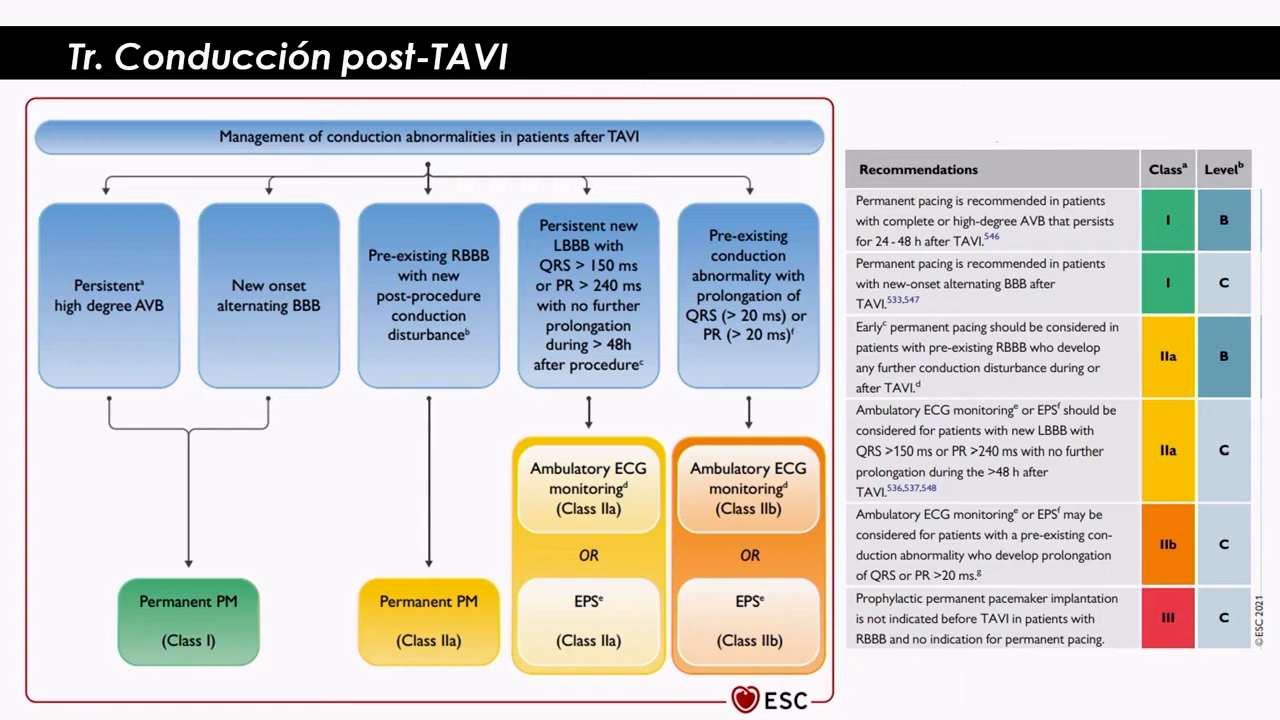 Tr. Conducción post-TAVI
Management of conduction abnormalities in patients after TAVI
Persistentᵃ
high degree AVB
New onset
alternating BBB
Pre-existing RBBB
with new
post-procedure
conduction
disturbanceᵇ
Persistent new
LBBB with
QRS > 150 ms
or PR > 240 ms
with no further
prolongation
during > 48h
after procedureᶜ
Pre-existing
conduction
abnormality with
prolongation of
QRS (> 20 ms) or
PR (> 20 ms)ᶠ
Permanent PM
(Class I)
Permanent PM
(Class IIa)
Ambulatory ECG
monitoringᵈ
(Class IIa)
OR
EPSᵉ
(Class IIa)
Ambulatory ECG
monitoringᵈ
(Class IIb)
OR
EPSᵉ
(Class IIb)
ESC
Recommendations Classᵃ Levelᵇ
Permanent pacing is recommended in patients
with complete or high-degree AVB that persists
for 24 - 48 h after TAVI.⁵⁴⁶
I B
Permanent pacing is recommended in patients
with new-onset alternating BBB after
TAVI.⁵³³,⁵⁴⁷
I C
Earlyᶜ permanent pacing should be considered in
patients with pre-existing RBBB who develop
any further conduction disturbance during or
after TAVI.ᵈ
IIa B
Ambulatory ECG monitoringᵉ or EPSᶠ should be
considered for patients with new LBBB with
QRS >150 ms or PR >240 ms with no further
prolongation during the >48 h after
TAVI.⁵³⁶,⁵³⁷,⁵⁴⁸
IIa C
Ambulatory ECG monitoringᵉ or EPSᶠ may be
considered for patients with a pre-existing con-
duction abnormality who develop prolongation
of QRS or PR >20 ms.ᵍ
IIb C
Prophylactic permanent pacemaker implantation
is not indicated before TAVI in patients with
RBBB and no indication for permanent pacing.
III C
©ESC 2021